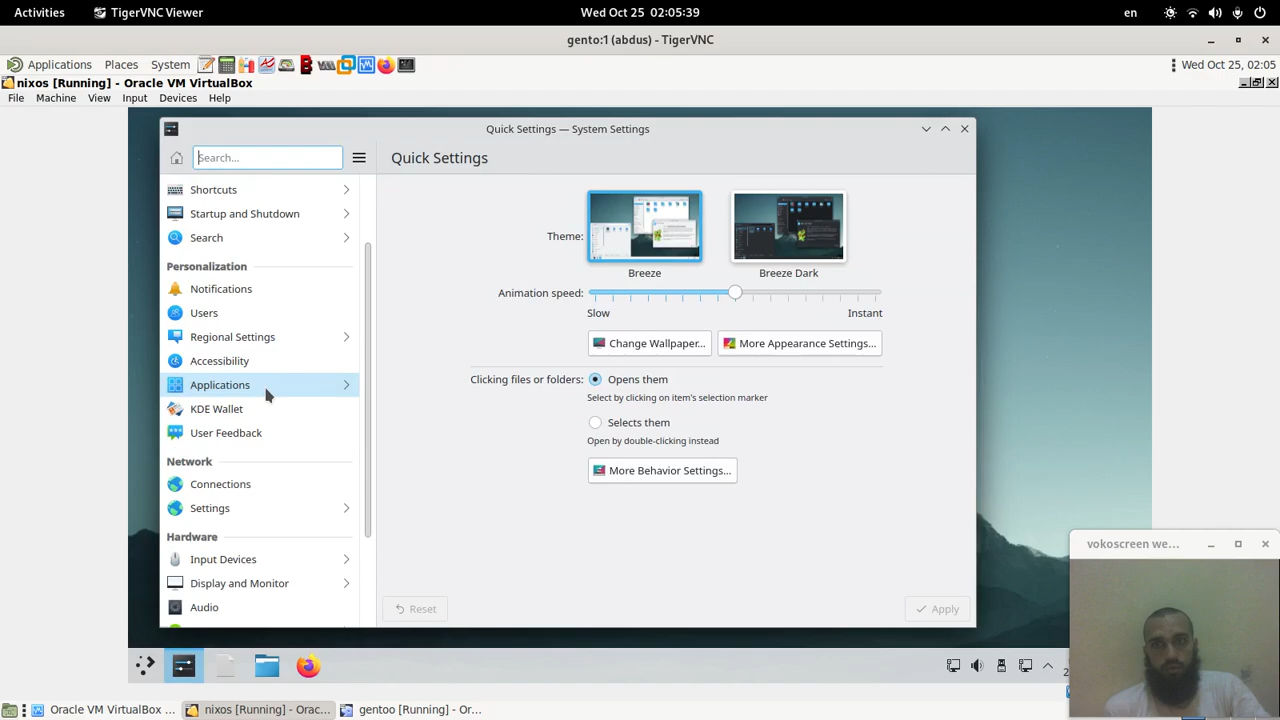 Activities TigerVNC Viewer Wed Oct 25 02:05:39 en
gento:1 (abdus) - TigerVNC
Applications Places System Wed Oct 25, 02:05
nixos [Running] - Oracle VM VirtualBox
File Machine View Input Devices Help
Quick Settings — System Settings
Search...
Quick Settings
Shortcuts
Startup and Shutdown
Search
Personalization
Notifications
Users
Regional Settings
Accessibility
Applications
KDE Wallet
User Feedback
Network
Connections
Settings
Hardware
Input Devices
Display and Monitor
Audio
Theme:
Breeze Breeze Dark
Animation speed:
Slow Instant
Change Wallpaper... More Appearance Settings...
Clicking files or folders: Opens them
Select by clicking on item's selection marker
Selects them
Open by double-clicking instead
More Behavior Settings...
Reset Apply
vokoscreen we...
2
Oracle VM VirtualBox ... nixos [Running] - Orac... gentoo [Running] - Or...